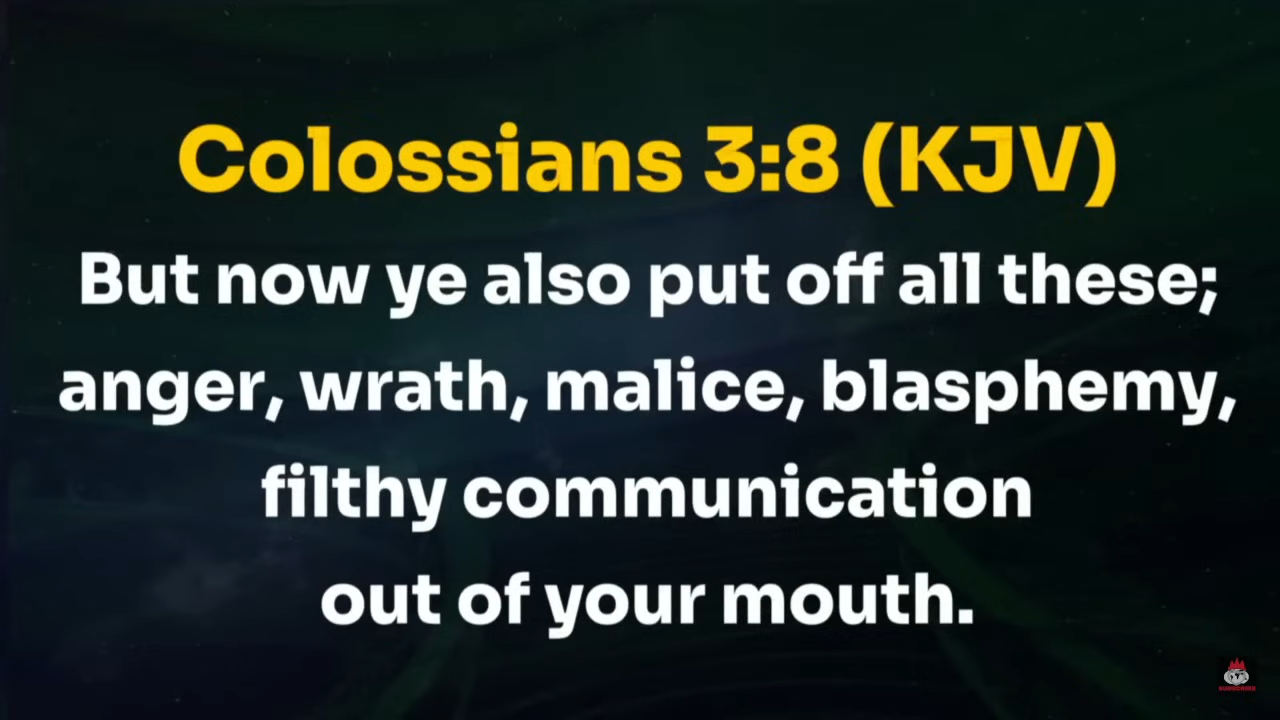 Colossians 3:8 (KJV)
But now ye also put off all these;
anger, wrath, malice, blasphemy,
filthy communication
out of your mouth.
SUBSCRIBE